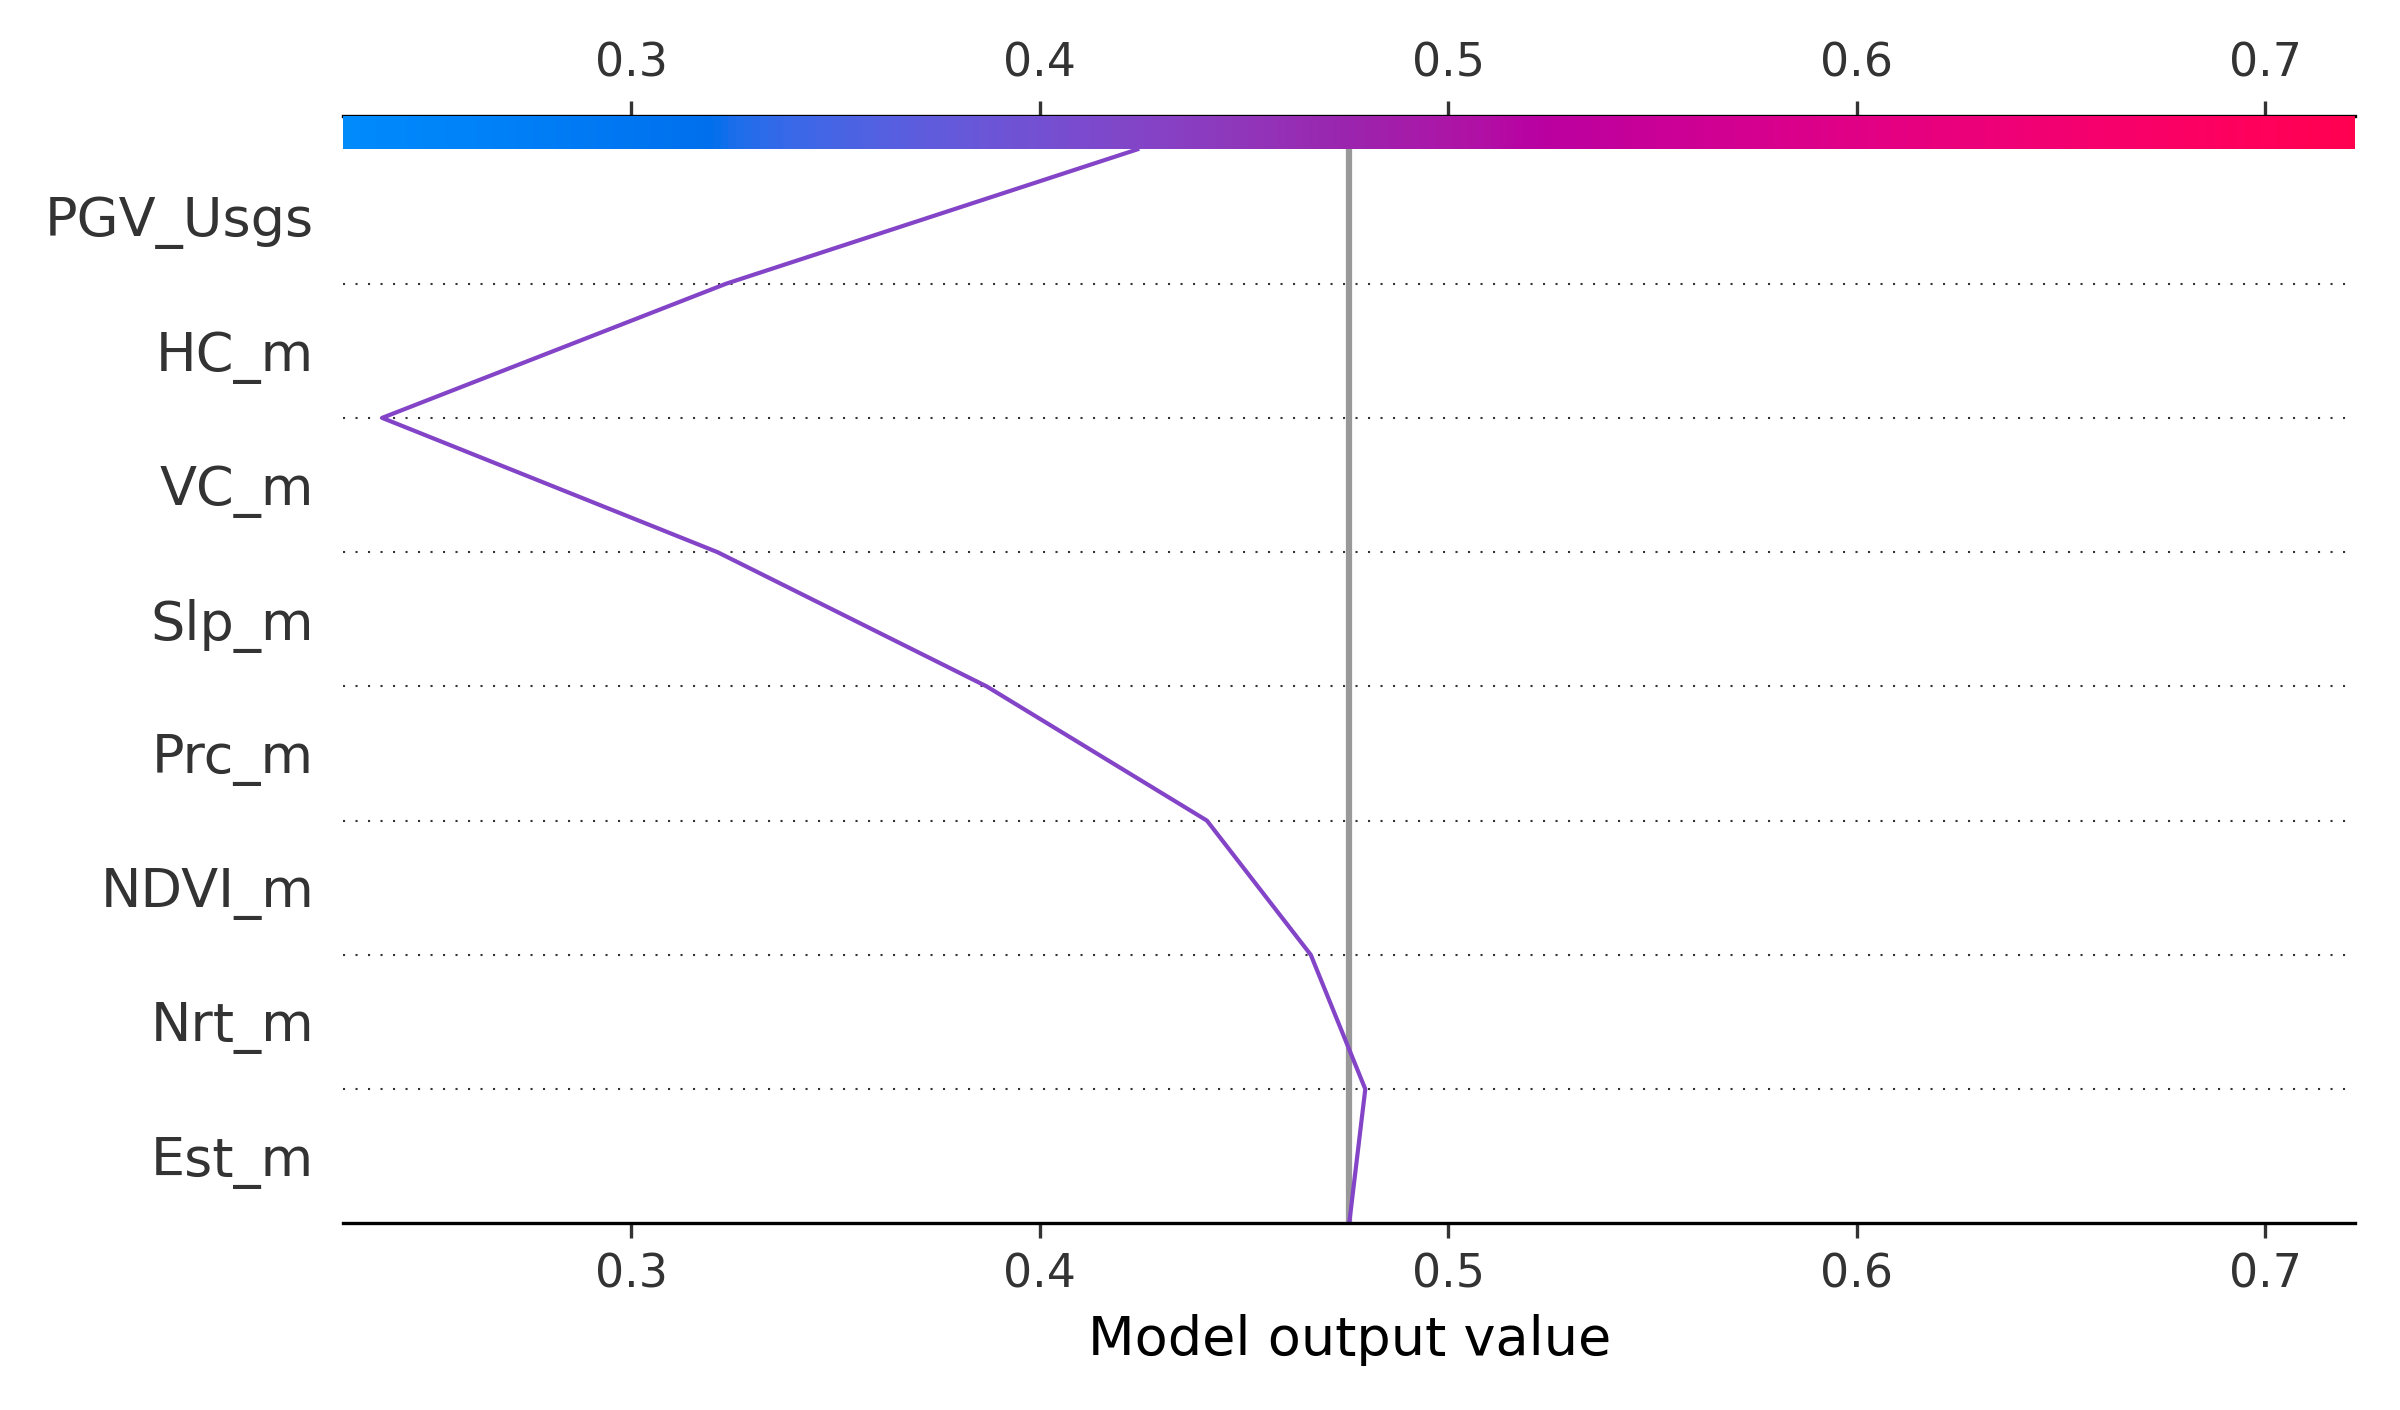 0.3 0.4 0.5 0.6 0.7
PGV_Usgs
HC_m
VC_m
Slp_m
Prc_m
NDVI_m
Nrt_m
Est_m
0.3 0.4 0.5 0.6 0.7
Model output value